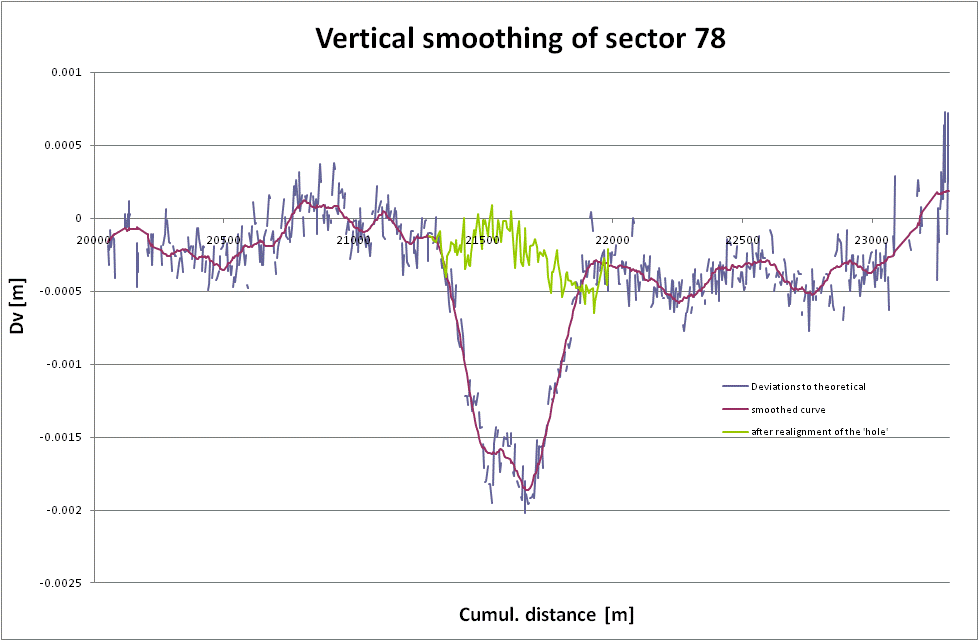 Vertical smoothing of sector 78
0.001
0.0005
0
20000 20500 21000 21500 22000 22500 23000
-0.0005
-0.001
Deviations to theoretical
smoothed curve
-0.0015
after realignment of the 'hole'
-0.002
-0.0025
Dv [m]
Cumul. distance [m]